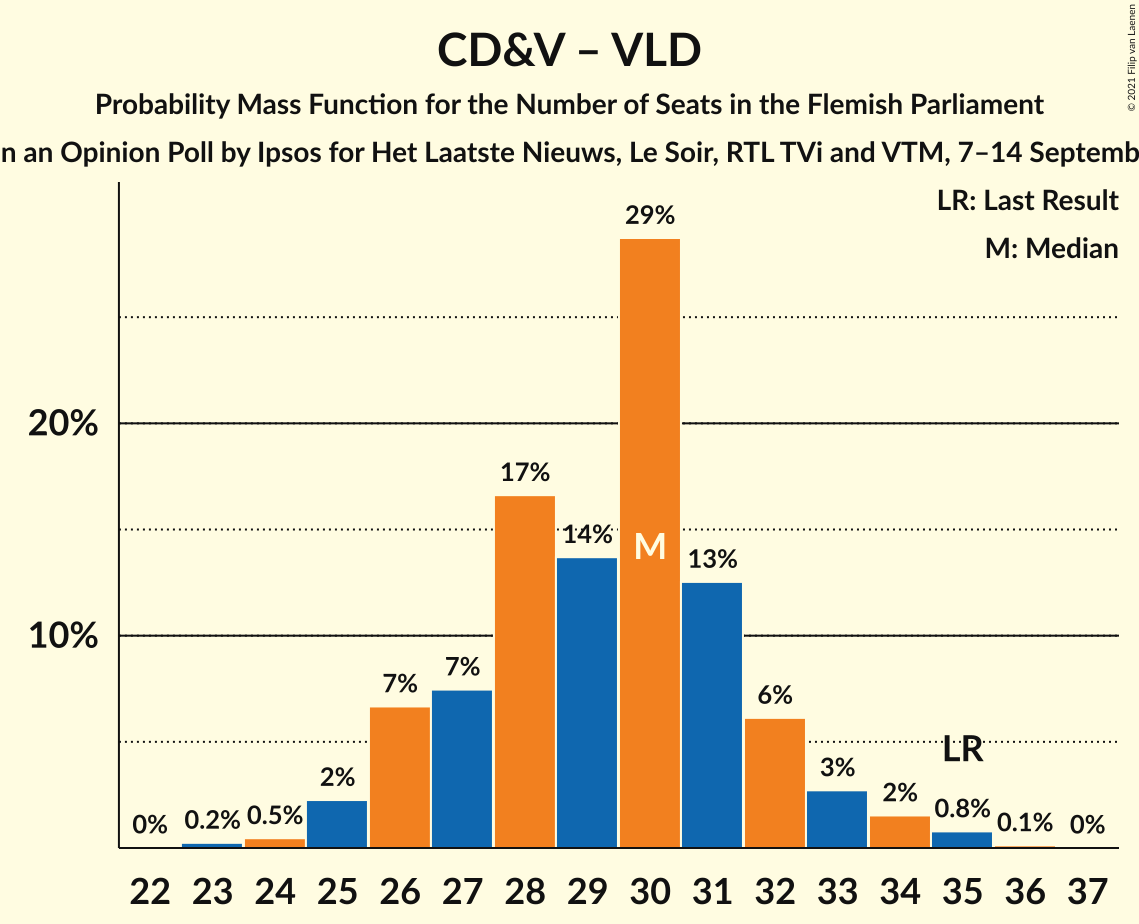 CD&V – VLD
Probability Mass Function for the Number of Seats in the Flemish Parliament
n an Opinion Poll by Ipsos for Het Laatste Nieuws, Le Soir, RTL TVi and VTM, 7–14 Septemb
© 2021 Filip van Laenen
LR: Last Result
M: Median
29%
20%
17%
14%
M
13%
10%
7%
7%
6%
LR
2%
3%
2%
0%
0.2%
0.5%
0.8%
0.1%
0%
22 23 24 25 26 27 28 29 30 31 32 33 34 35 36 37